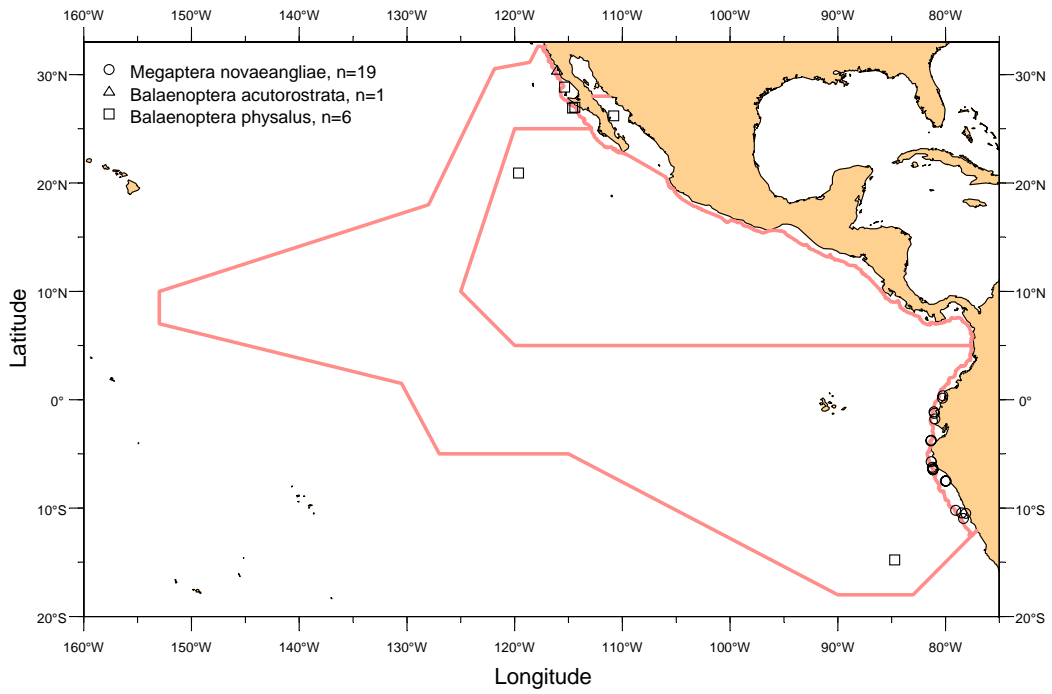 160°W 150°W 140°W 130°W 120°W 110°W 100°W 90°W 80°W
Megaptera novaeangliae, n=19
Balaenoptera acutorostrata, n=1
Balaenoptera physalus, n=6
30°N 30°N
20°N 20°N
10°N 10°N
0° 0°
10°S 10°S
20°S 20°S
Latitude
160°W 150°W 140°W 130°W 120°W 110°W 100°W 90°W 80°W
Longitude